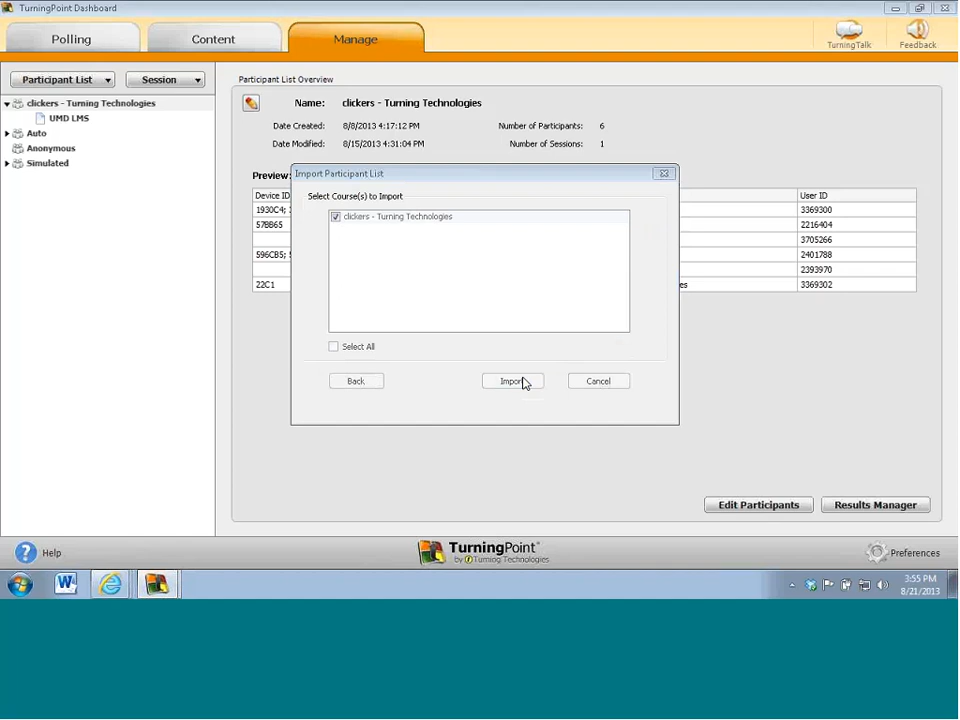 TurningPoint Dashboard
Polling
Content
Manage
TurningTalk
Feedback
Participant List
Session
clickers - Turning Technologies
UMD LMS
Auto
Anonymous
Simulated
Participant List Overview
Name: clickers - Turning Technologies
Date Created: 8/8/2013 4:17:12 PM Number of Participants: 6
Date Modified: 8/15/2013 4:31:04 PM Number of Sessions: 1
Preview:
Device ID User ID
1930C4; 3369300
57BB65 2216404
3705266
596CB5; 2401788
2393970
22C1 es 3369302
Import Participant List
Select Course(s) to Import
clickers - Turning Technologies
Select All
Back
Import
Cancel
Edit Participants
Results Manager
Help
TurningPoint
by Turning Technologies
Preferences
3:55 PM
8/21/2013